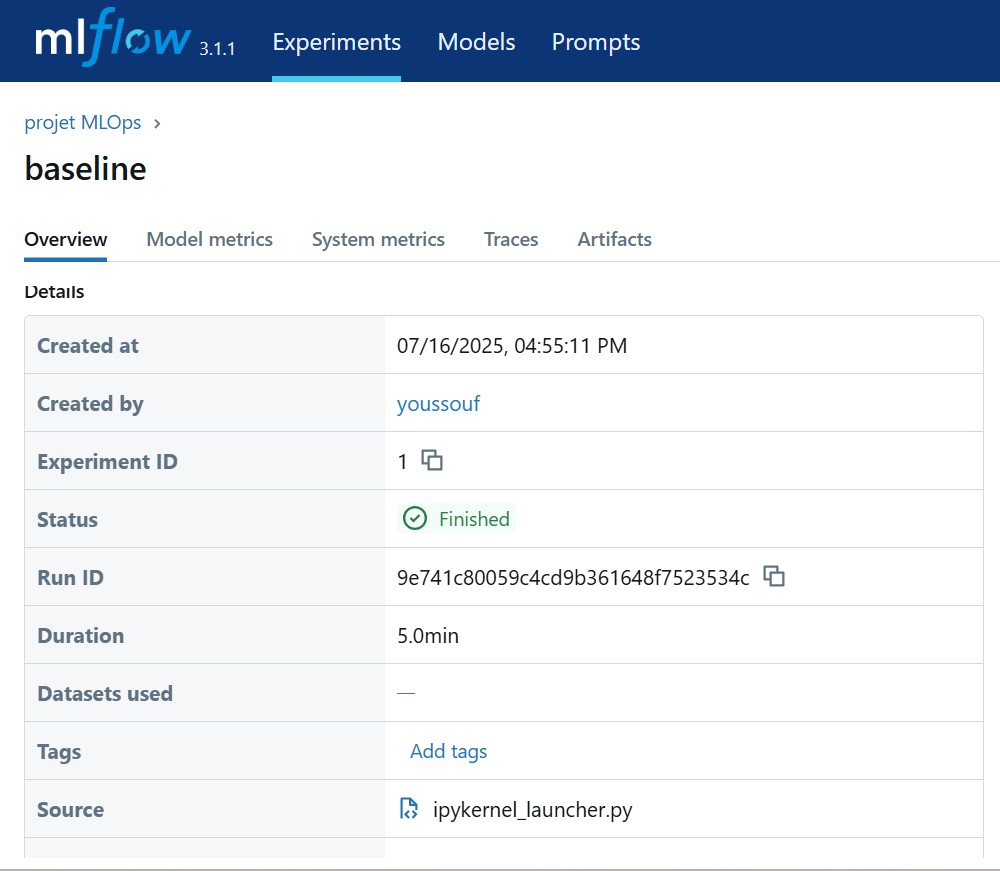 mlflow 3.1.1 Experiments Models Prompts
projet MLOps >
baseline
Overview Model metrics System metrics Traces Artifacts
Details
Created at 07/16/2025, 04:55:11 PM
Created by youssouf
Experiment ID 1
Status Finished
Run ID 9e741c80059c4cd9b361648f7523534c
Duration 5.0min
Datasets used —
Tags Add tags
Source ipykernel_launcher.py